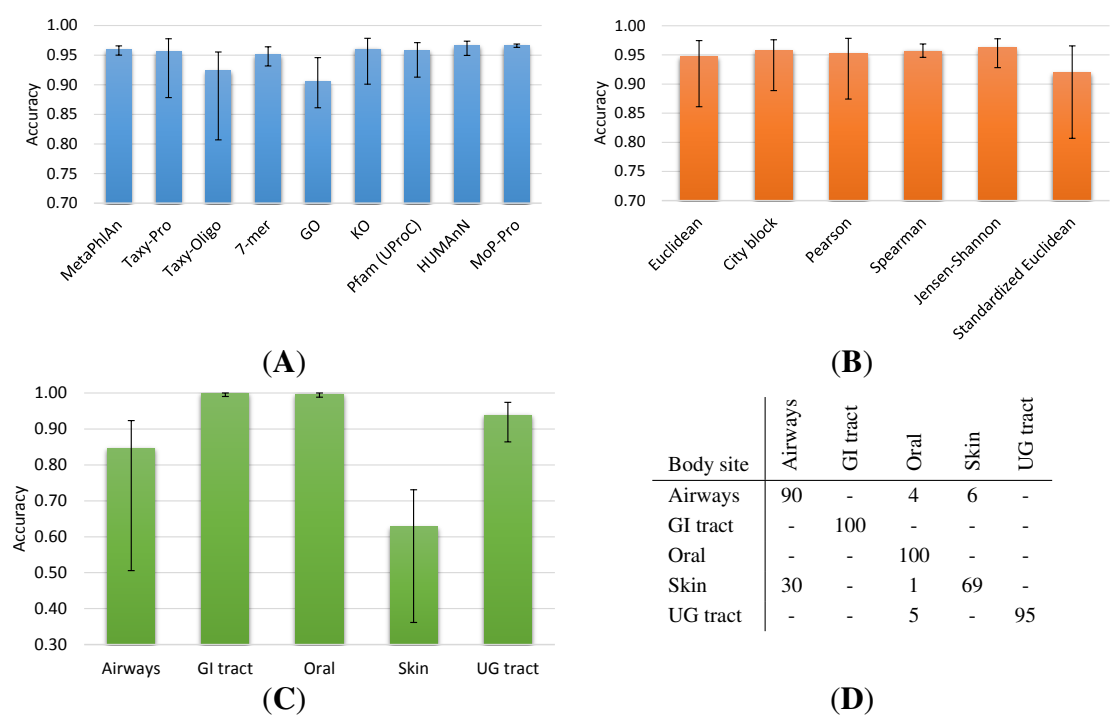 1.00
0.95
0.90
0.85
0.80
0.75
0.70
Accuracy
MetaPhlAn
Taxy-Pro
Taxy-Oligo
7-mer
GO
KO
Pfam (UProC)
HUMAnN
MoP-Pro
(A)
1.00
0.95
0.90
0.85
0.80
0.75
0.70
Accuracy
Euclidean
City block
Pearson
Spearman
Jensen-Shannon
Standardized Euclidean
(B)
1.00
0.90
0.80
0.70
0.60
0.50
0.40
0.30
Accuracy
Airways GI tract Oral Skin UG tract
(C)
Body site Airways GI tract Oral Skin UG tract
Airways 90 - 4 6 -
GI tract - 100 - - -
Oral - - 100 - -
Skin 30 - 1 69 -
UG tract - - 5 - 95
(D)